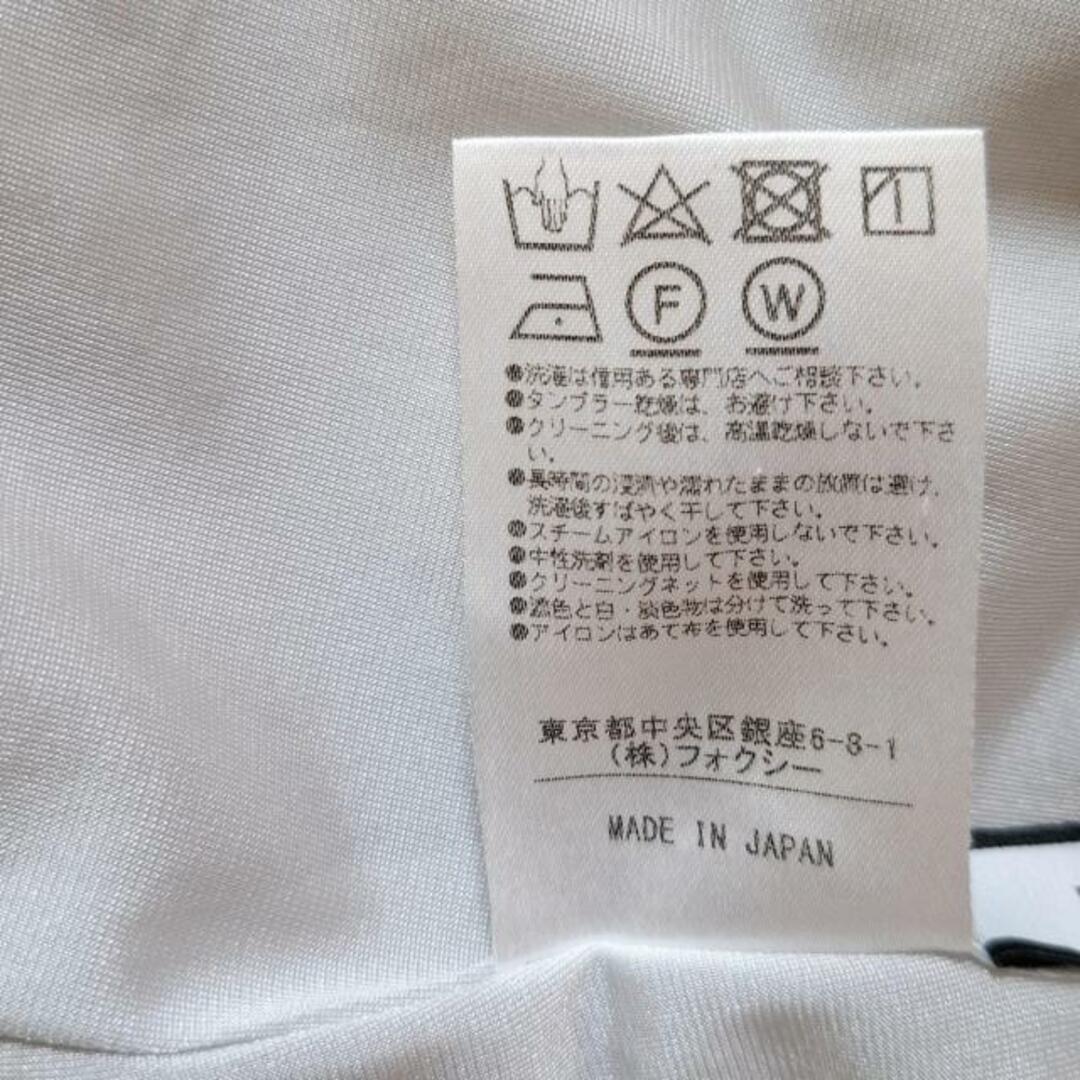 F W
●洗濯は信用ある専門店へご相談下さい。
●タンブラー乾燥は、お避け下さい。
●クリーニング後は、高温乾燥しないで下さ
い。
●長時間の浸漬や濡れたままの放置は避け、
洗濯後すばやく干して下さい。
●スチームアイロンを使用しないで下さい。
●中性洗剤を使用して下さい。
●クリーニングネットを使用して下さい。
●濃色と白・淡色物は分けて洗って下さい。
●アイロンはあて布を使用して下さい。
東京都中央区銀座6-8-1
(株)フォクシー
MADE IN JAPAN